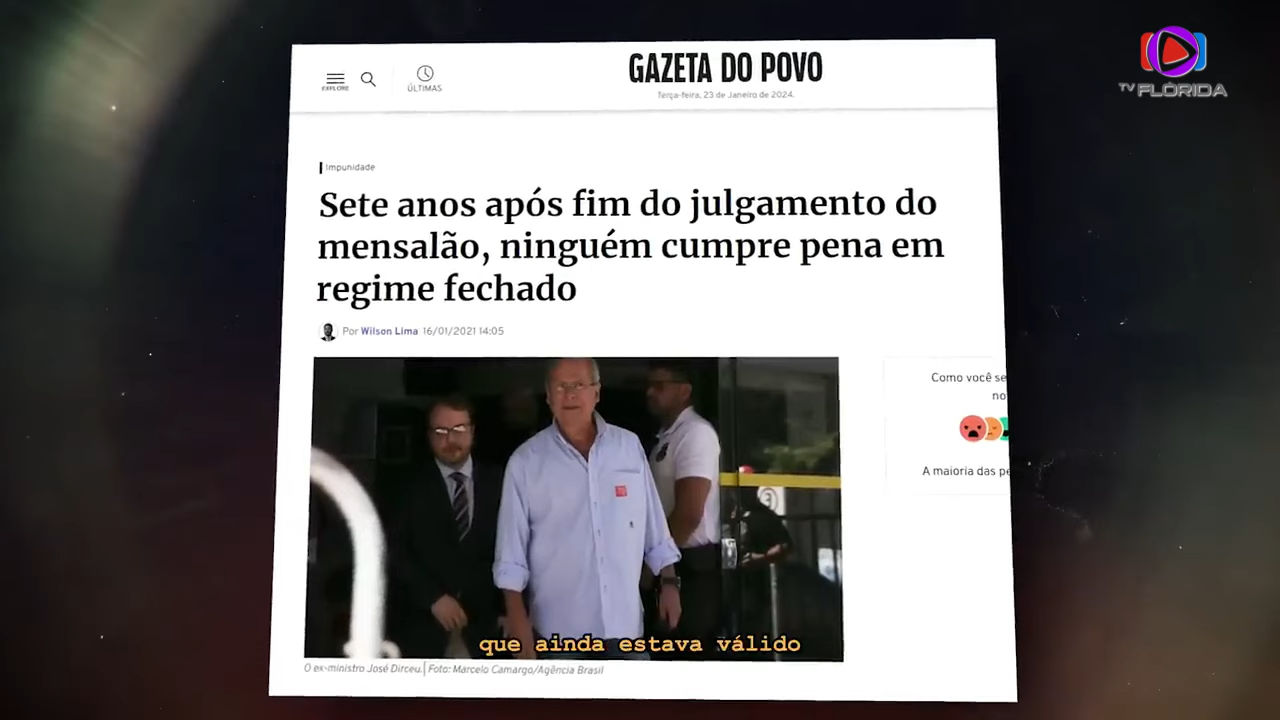 GAZETA DO POVO
Terça-feira, 23 de Janeiro de 2024.
EXPLORE
ÚLTIMAS
TV FLÓRIDA
Impunidade
Sete anos após fim do julgamento do
mensalão, ninguém cumpre pena em
regime fechado
Por Wilson Lima 16/01/2021 14:05
Como você se
no
A maioria das pe
que ainda estava válido
O ex-ministro José Dirceu. | Foto: Marcelo Camargo/Agência Brasil